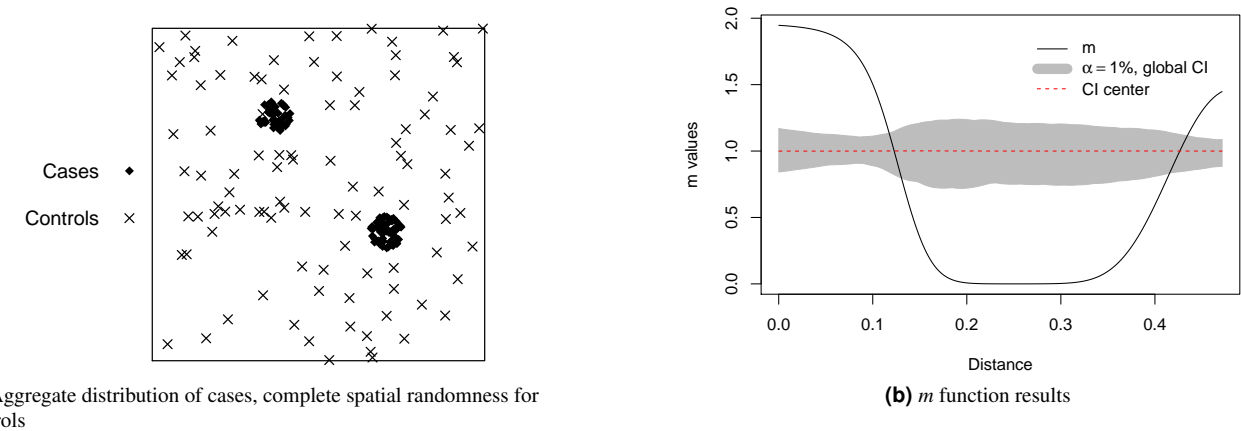 Cases
Controls
Aggregate distribution of cases, complete spatial randomness for
m values
0.0
0.5
1.0
1.5
2.0
m
α = 1%, global CI
CI center
0.0 0.1 0.2 0.3 0.4
Distance
(b) m function results